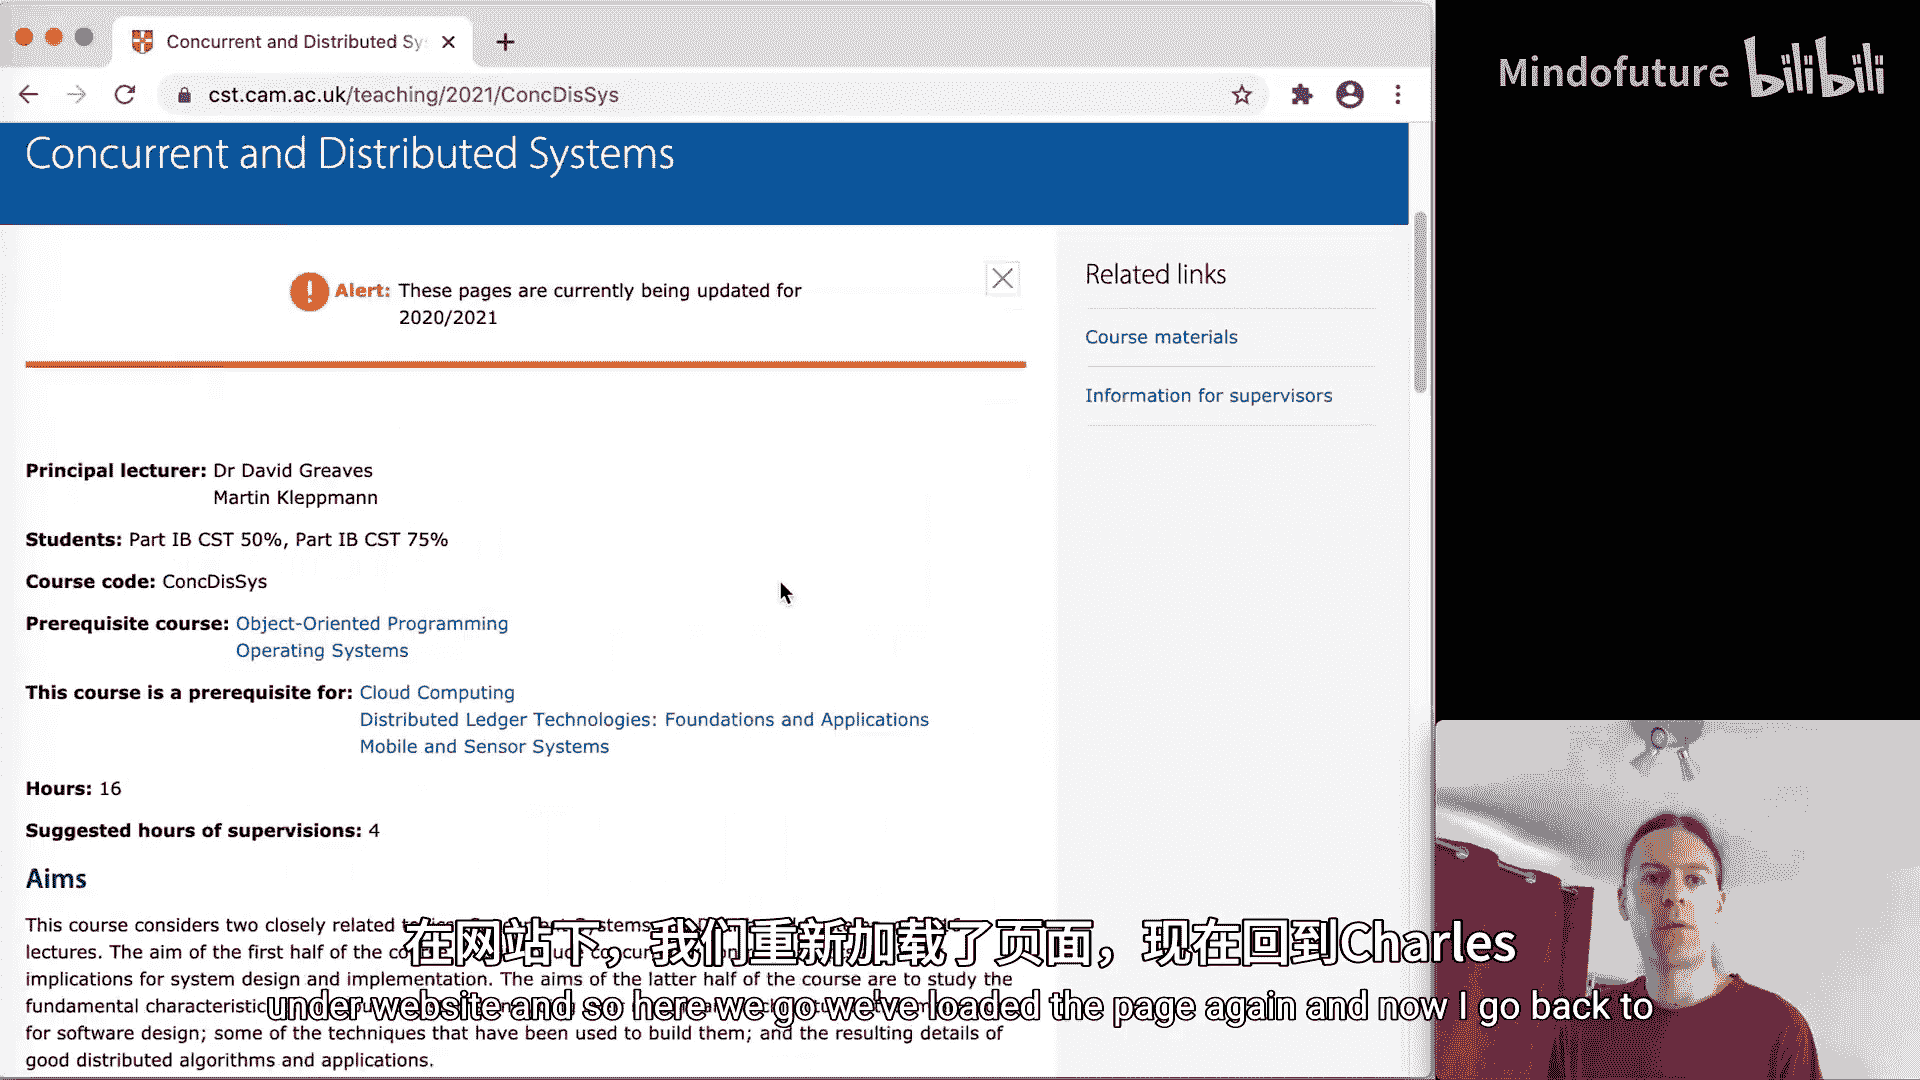 Concurrent and Distributed Sy
cst.cam.ac.uk/teaching/2021/ConcDisSys
Mindofuture bilibili
Concurrent and Distributed Systems
Alert: These pages are currently being updated for
2020/2021
Related links
Course materials
Information for supervisors
Principal lecturer: Dr David Greaves
Martin Kleppmann
Students: Part IB CST 50%, Part IB CST 75%
Course code: ConcDisSys
Prerequisite course: Object-Oriented Programming
Operating Systems
This course is a prerequisite for: Cloud Computing
Distributed Ledger Technologies: Foundations and Applications
Mobile and Sensor Systems
Hours: 16
Suggested hours of supervisions: 4
Aims
This course considers two closely related
lectures. The aim of the first half of the
implications for system design and implementation. The aims of the latter half of the course are to study the
fundamental
for software design; some of the techniques that have been used to build them; and the resulting details of
good distributed algorithms and applications.
在网站下，我们重新加载了页面，现在回到Charles
under website and so here we go we've loaded the page again and now I go back to